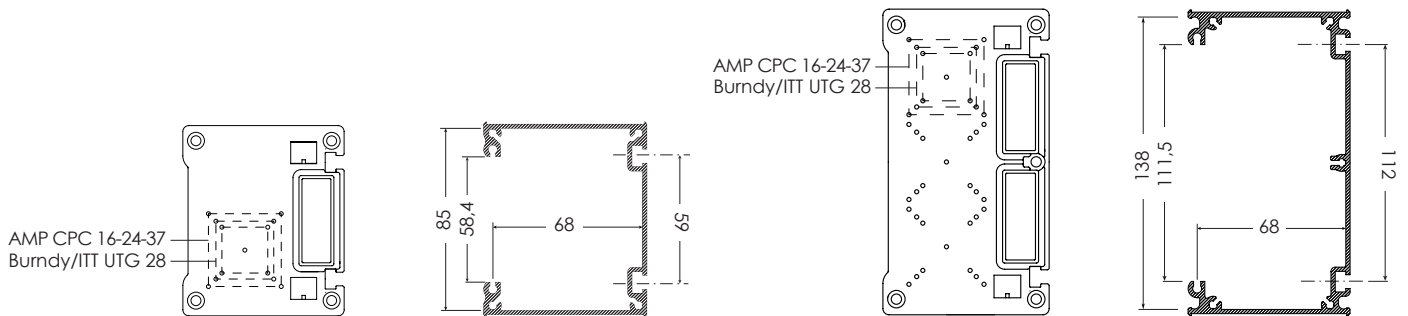 AMP CPC 16-24-37
Burndy/ITT UTG 28
85
58,4
68
59
AMP CPC 16-24-37
Burndy/ITT UTG 28
138
111,5
68
112